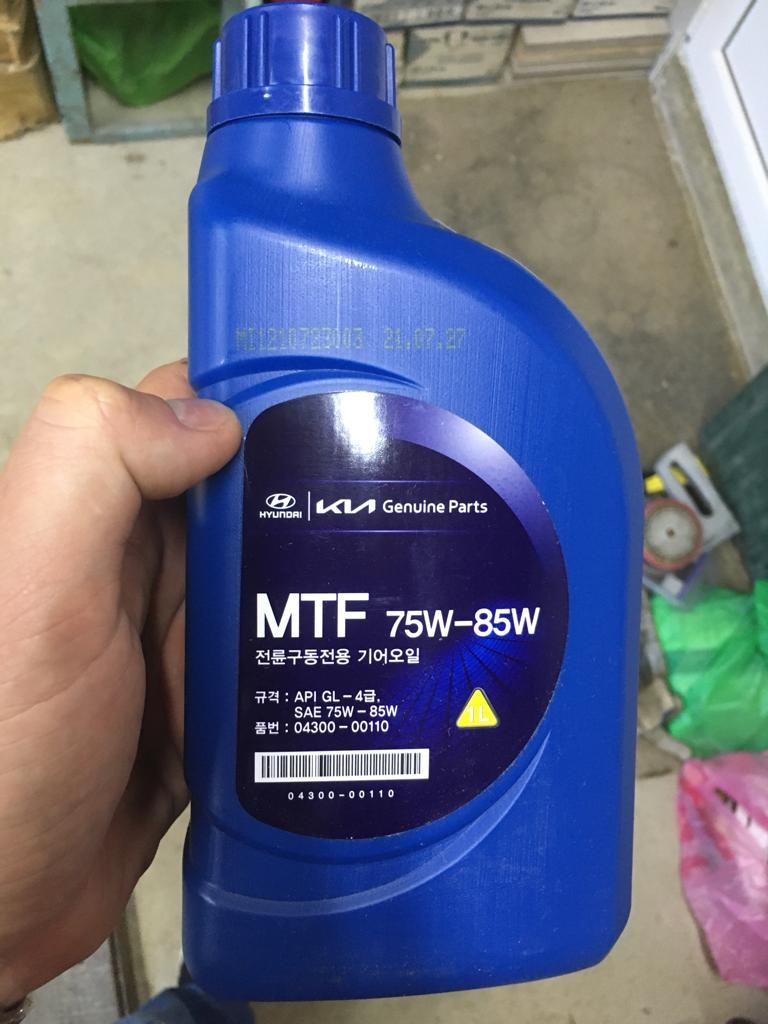 MI1210723003 21.07.27
HYUNDAI KIA Genuine Parts
MTF 75W-85W
전륜구동전용 기어오일
규격 : API GL - 4급,
SAE 75W - 85W
품번 : 04300 - 00110
1L
04300-00110